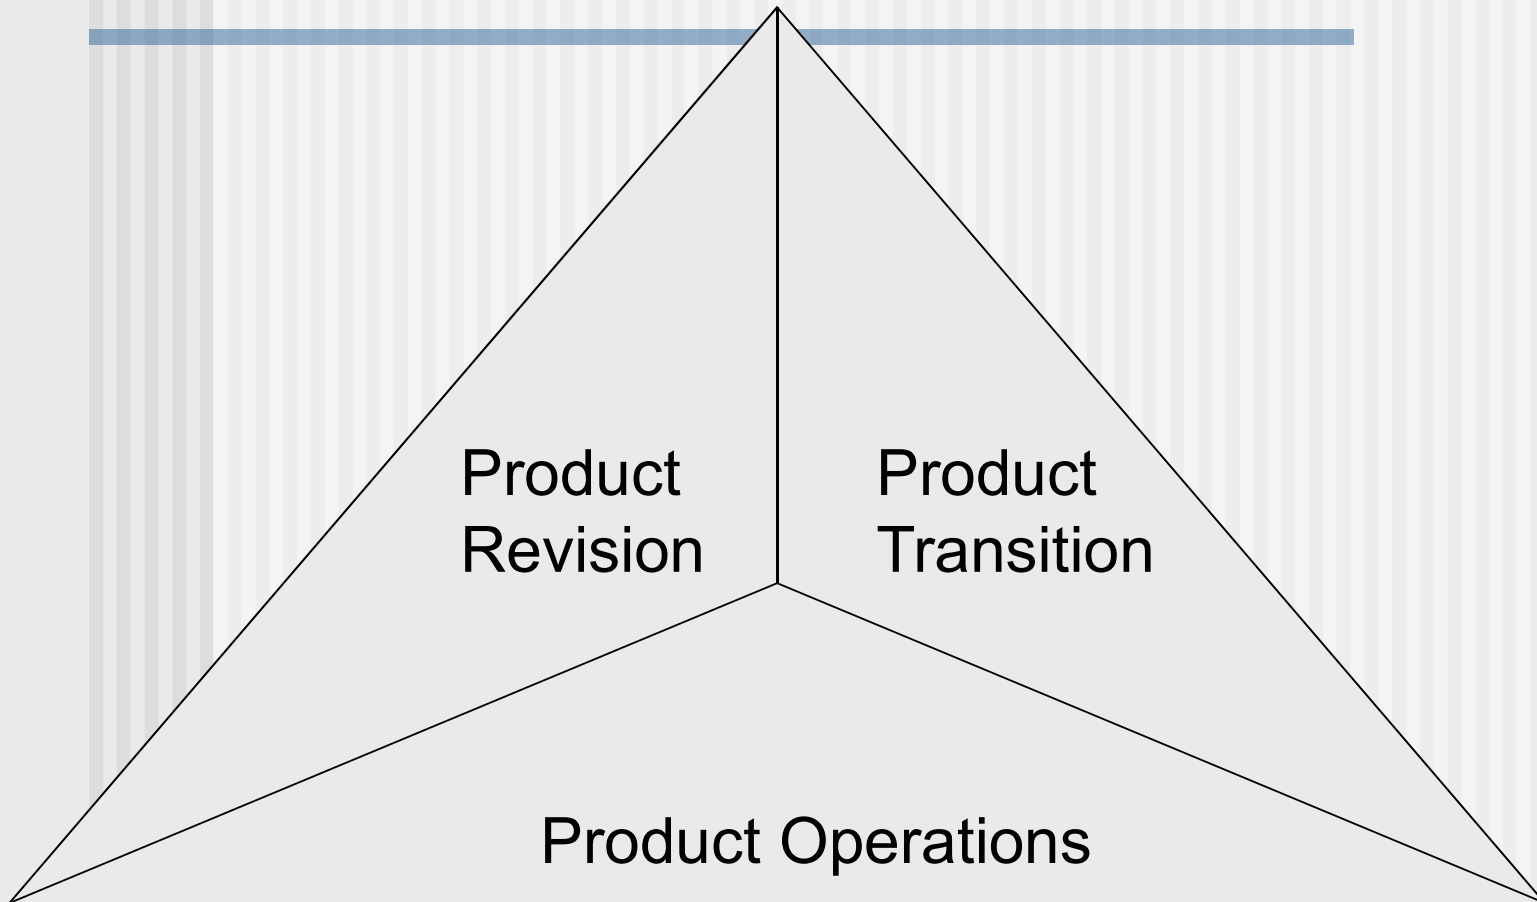 Product
Revision
Product
Transition
Product Operations